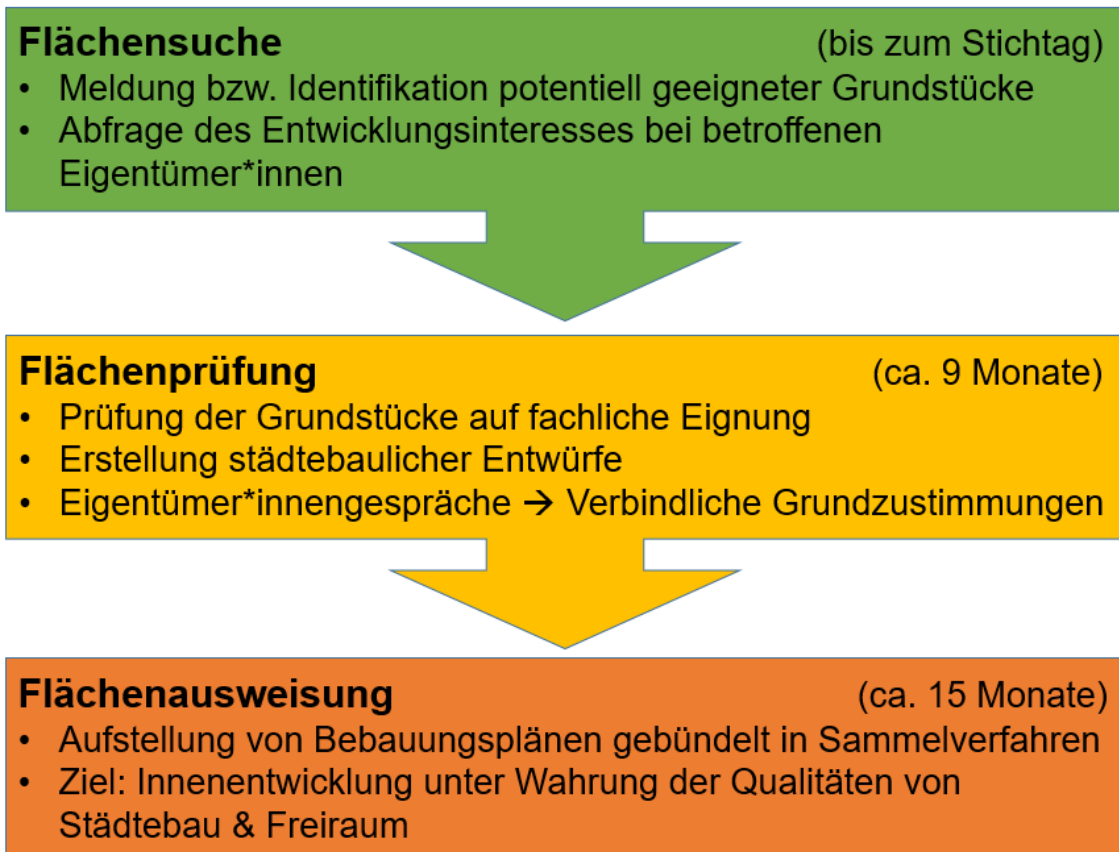 Flächensuche (bis zum Stichtag)
• Meldung bzw. Identifikation potentiell geeigneter Grundstücke
• Abfrage des Entwicklungsinteresses bei betroffenen
Eigentümer*innen
Flächenprüfung (ca. 9 Monate)
• Prüfung der Grundstücke auf fachliche Eignung
• Erstellung städtebaulicher Entwürfe
• Eigentümer*innengespräche → Verbindliche Grundzustimmungen
Flächenausweisung (ca. 15 Monate)
• Aufstellung von Bebauungsplänen gebündelt in Sammelverfahren
• Ziel: Innenentwicklung unter Wahrung der Qualitäten von
Städtebau & Freiraum